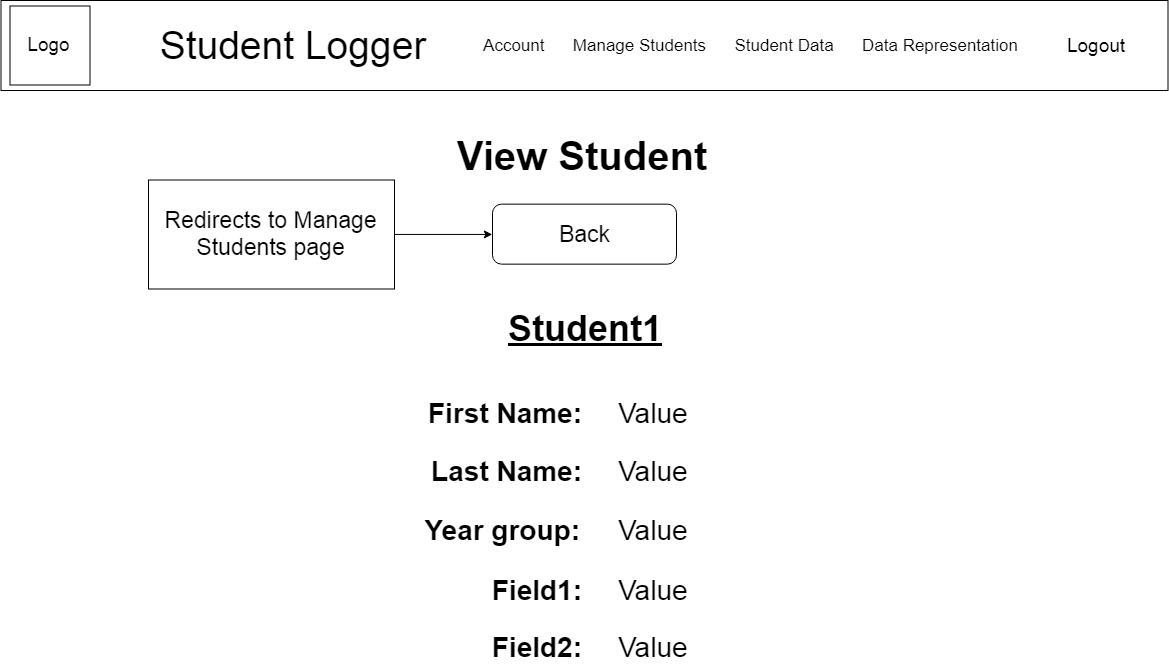 Logo
Student Logger
Account
Manage Students
Student Data
Data Representation
Logout
View Student
Redirects to Manage
Students page
Back
Student1
First Name: Value
Last Name: Value
Year group: Value
Field1: Value
Field2: Value